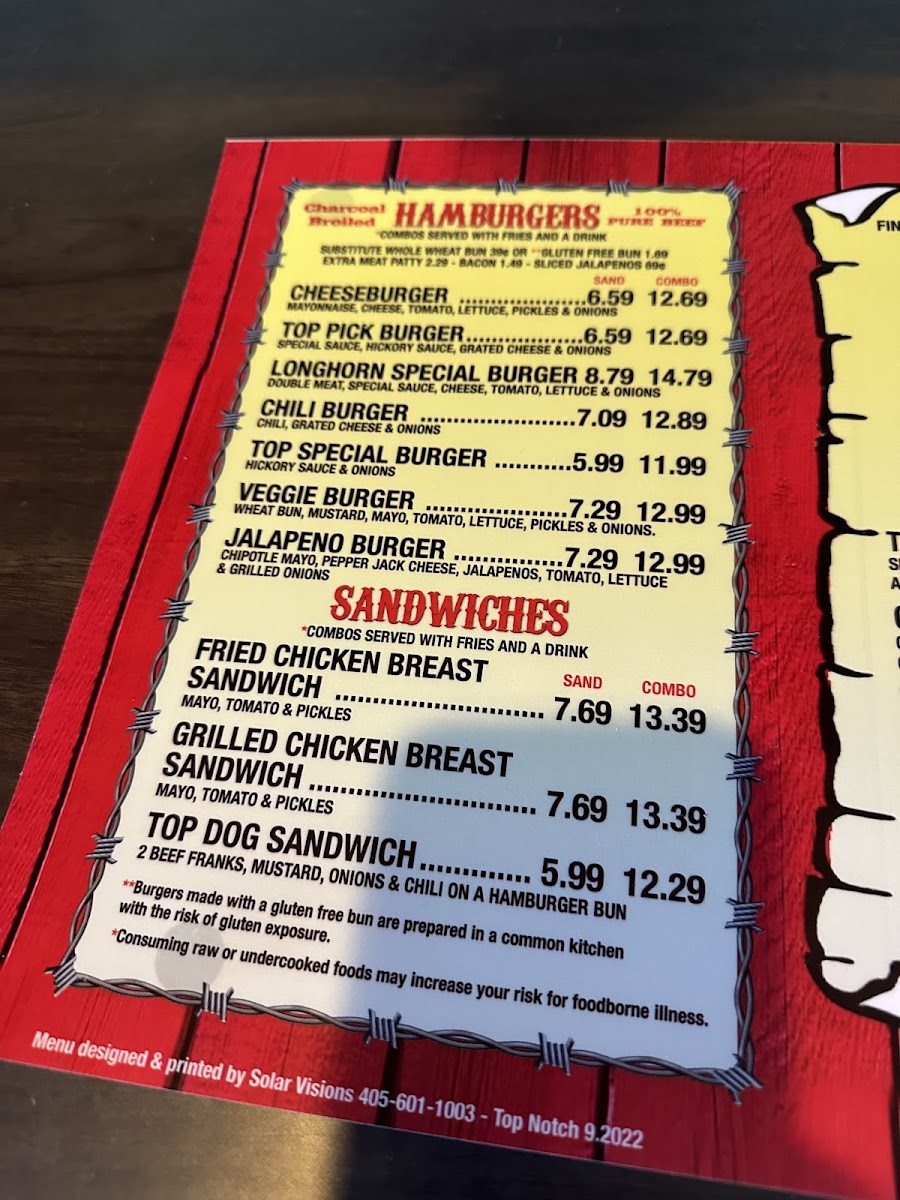 Charcoal Broiled HAMBURGERS 100% PURE BEEF
*COMBOS SERVED WITH FRIES AND A DRINK
SUBSTITUTE WHOLE WHEAT BUN 39¢ OR **GLUTEN FREE BUN 1.69
EXTRA MEAT PATTY 2.29 - BACON 1.49 - SLICED JALAPENOS 69¢
SAND COMBO
CHEESEBURGER ...................6.59 12.69
MAYONNAISE, CHEESE, TOMATO, LETTUCE, PICKLES & ONIONS
TOP PICK BURGER..................6.59 12.69
SPECIAL SAUCE, HICKORY SAUCE, GRATED CHEESE & ONIONS
LONGHORN SPECIAL BURGER 8.79 14.79
DOUBLE MEAT, SPECIAL SAUCE, CHEESE, TOMATO, LETTUCE & ONIONS
CHILI BURGER .......................7.09 12.89
CHILI, GRATED CHEESE & ONIONS
TOP SPECIAL BURGER ...........5.99 11.99
HICKORY SAUCE & ONIONS
VEGGIE BURGER ....................7.29 12.99
WHEAT BUN, MUSTARD, MAYO, TOMATO, LETTUCE, PICKLES & ONIONS.
JALAPENO BURGER ...............7.29 12.99
CHIPOTLE MAYO, PEPPER JACK CHEESE, JALAPENOS, TOMATO, LETTUCE
& GRILLED ONIONS
SANDWICHES
*COMBOS SERVED WITH FRIES AND A DRINK
SAND COMBO
FRIED CHICKEN BREAST
SANDWICH .......................... 7.69 13.39
MAYO, TOMATO & PICKLES
GRILLED CHICKEN BREAST
SANDWICH ............................ 7.69 13.39
MAYO, TOMATO & PICKLES
TOP DOG SANDWICH.............. 5.99 12.29
2 BEEF FRANKS, MUSTARD, ONIONS & CHILI ON A HAMBURGER BUN
**Burgers made with a gluten free bun are prepared in a common kitchen
with the risk of gluten exposure.
*Consuming raw or undercooked foods may increase your risk for foodborne illness.
Menu designed & printed by Solar Visions 405-601-1003 - Top Notch 9.2022